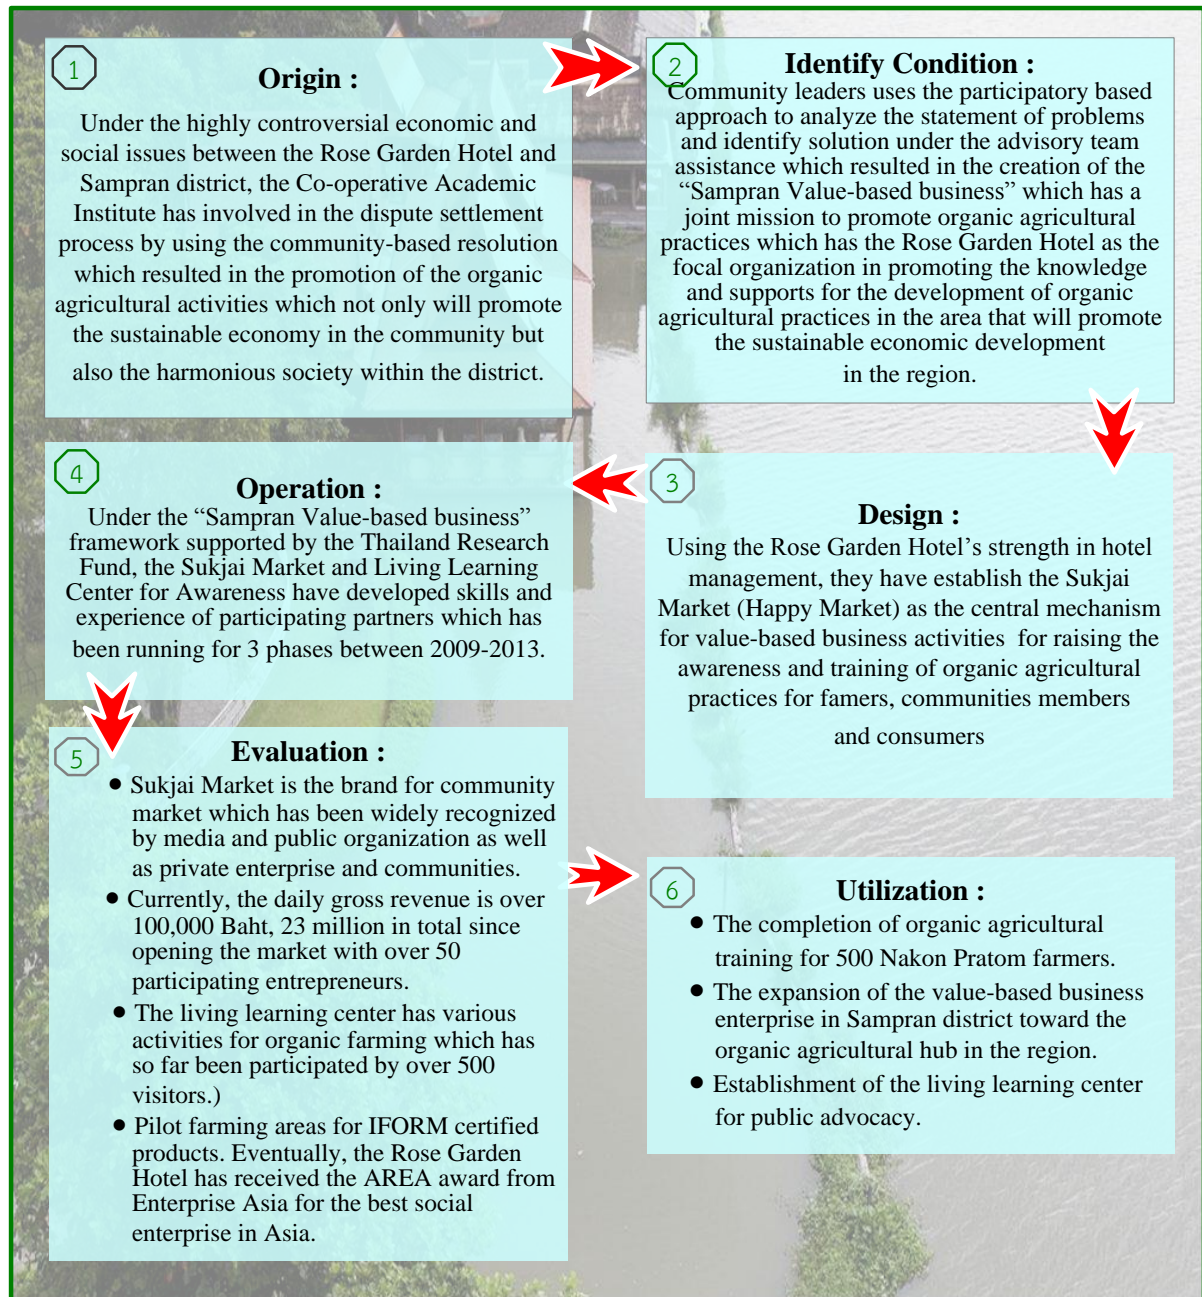 1
Origin :
Under the highly controversial economic and
social issues between the Rose Garden Hotel and
Sampran district, the Co-operative Academic
Institute has involved in the dispute settlement
process by using the community-based resolution
which resulted in the promotion of the organic
agricultural activities which not only will promote
the sustainable economy in the community but
also the harmonious society within the district.
2
Identify Condition :
Community leaders uses the participatory based
approach to analyze the statement of problems
and identify solution under the advisory team
assistance which resulted in the creation of the
“Sampran Value-based business” which has a
joint mission to promote organic agricultural
practices which has the Rose Garden Hotel as the
focal organization in promoting the knowledge
and supports for the development of organic
agricultural practices in the area that will promote
the sustainable economic development
in the region.
3
Design :
Using the Rose Garden Hotel’s strength in hotel
management, they have establish the Sukjai
Market (Happy Market) as the central mechanism
for value-based business activities for raising the
awareness and training of organic agricultural
practices for famers, communities members
and consumers
4
Operation :
Under the “Sampran Value-based business”
framework supported by the Thailand Research
Fund, the Sukjai Market and Living Learning
Center for Awareness have developed skills and
experience of participating partners which has
been running for 3 phases between 2009-2013.
5
Evaluation :
• Sukjai Market is the brand for community
market which has been widely recognized
by media and public organization as well
as private enterprise and communities.
• Currently, the daily gross revenue is over
100,000 Baht, 23 million in total since
opening the market with over 50
participating entrepreneurs.
• The living learning center has various
activities for organic farming which has
so far been participated by over 500
visitors.)
• Pilot farming areas for IFORM certified
products. Eventually, the Rose Garden
Hotel has received the AREA award from
Enterprise Asia for the best social
enterprise in Asia.
6
Utilization :
• The completion of organic agricultural
training for 500 Nakon Pratom farmers.
• The expansion of the value-based business
enterprise in Sampran district toward the
organic agricultural hub in the region.
• Establishment of the living learning center
for public advocacy.